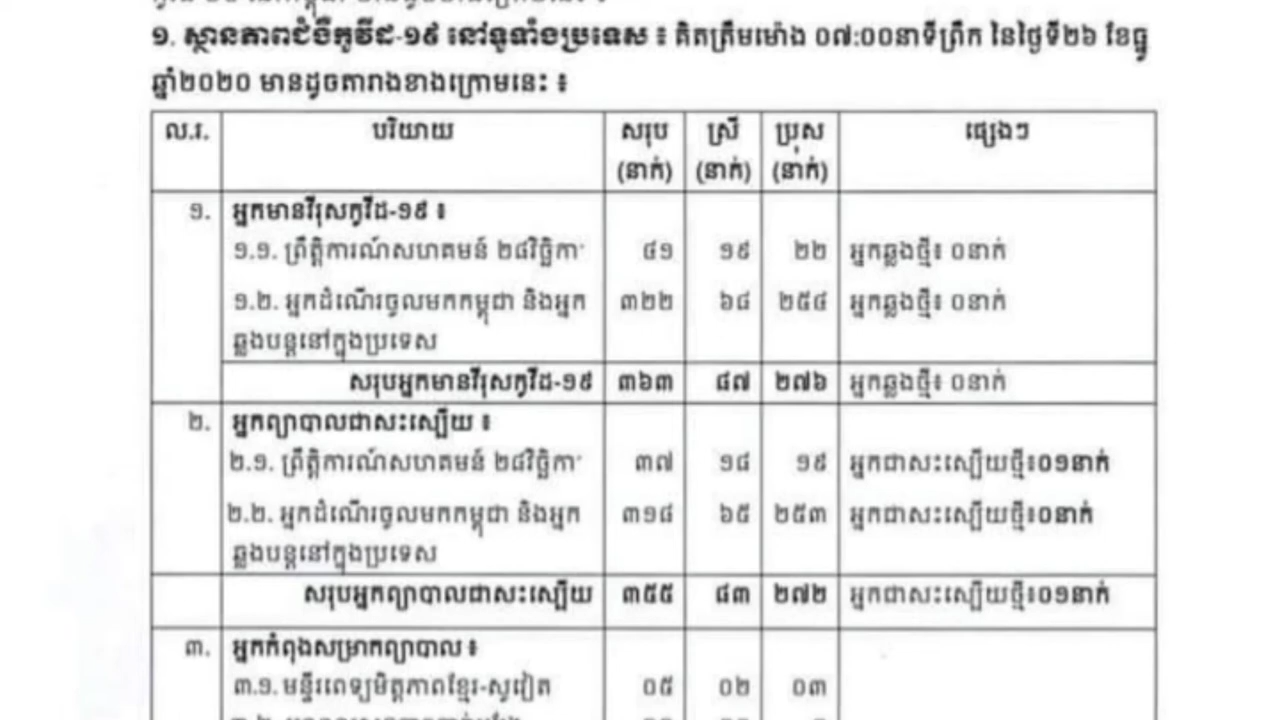 ១. ស្ថានភាពជំងឺកូវីដ-១៩ នៅទូទាំងប្រទេស ៖ គិតត្រឹមម៉ោង ០៧:០០នាទីព្រឹក នៃថ្ងៃទី២៦ ខែធ្នូ
ឆ្នាំ២០២០ មានដូចតារាងខាងក្រោមនេះ ៖
ល.រ. បរិយាយ សរុប (នាក់) ស្រី (នាក់) ប្រុស (នាក់) ផ្សេងៗ
១. អ្នកមានវីរុសកូវីដ-១៩ ៖
១.១. ព្រឹត្តិការណ៍សហគមន៍ ២៨វិច្ឆិកា ៤១ ១៩ ២២ អ្នកឆ្លងថ្មី៖ ០នាក់
១.២. អ្នកដំណើរចូលមកកម្ពុជា និងអ្នក ៣២២ ៦៨ ២៥៤ អ្នកឆ្លងថ្មី៖ ០នាក់
ឆ្លងបន្តនៅក្នុងប្រទេស
សរុបអ្នកមានវីរុសកូវីដ-១៩ ៣៦៣ ៨៧ ២៧៦ អ្នកឆ្លងថ្មី៖ ០នាក់
២. អ្នកព្យាបាលជាសះស្បើយ ៖
២.១. ព្រឹត្តិការណ៍សហគមន៍ ២៨វិច្ឆិកា ៣៧ ១៨ ១៩ អ្នកជាសះស្បើយថ្មី៖០១នាក់
២.២. អ្នកដំណើរចូលមកកម្ពុជា និងអ្នក ៣១៨ ៦៥ ២៥៣ អ្នកជាសះស្បើយថ្មី៖០នាក់
ឆ្លងបន្តនៅក្នុងប្រទេស
សរុបអ្នកព្យាបាលជាសះស្បើយ ៣៥៥ ៨៣ ២៧២ អ្នកជាសះស្បើយថ្មី៖០១នាក់
៣. អ្នកកំពុងសម្រាកព្យាបាល ៖
៣.១. មន្ទីរពេទ្យមិត្តភាពខ្មែរ-សូវៀត ០៥ ០២ ០៣